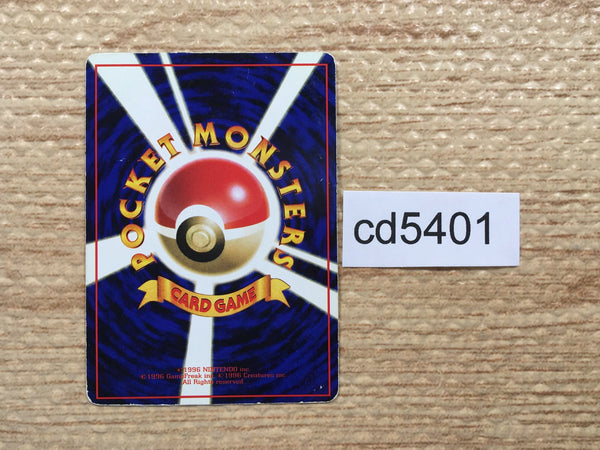 POCKET MONSTERS
CARD GAME
©1996 NINTENDO inc.
©1996 GameFreak inc. ©1996 Creatures inc.
All Rights reserved
cd5401